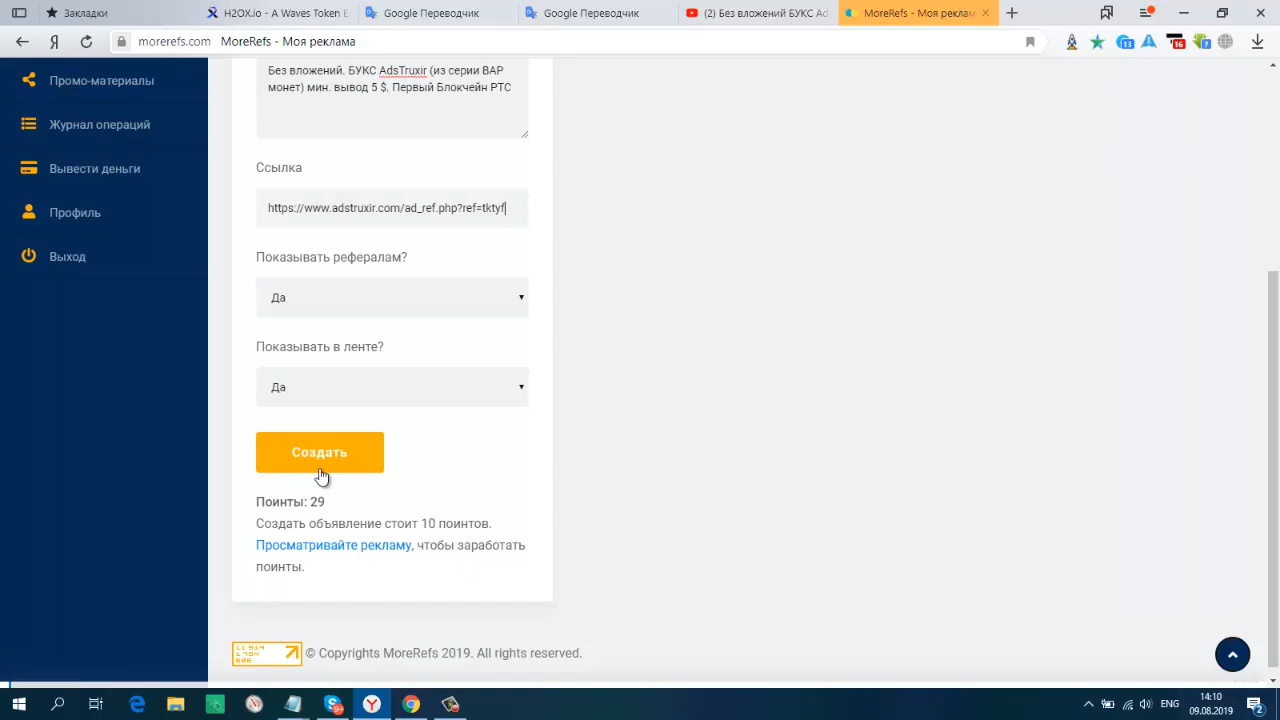 Закладки
H2OX.io - A Waves Token E
Google Переводчик
Google Переводчик
(2) Без вложений БУКС Ad
MoreRefs - Моя реклам
morerefs.com MoreRefs - Моя реклама
13
16
?
Промо-материалы
Журнал операций
Вывести деньги
Профиль
Выход
Без вложений. БУКС AdsTruxir (из серии BAP
монет) мин. вывод 5 $. Первый Блокчейн PTC
Ссылка
https://www.adstruxir.com/ad_ref.php?ref=tktyf
Показывать рефералам?
Да
Показывать в ленте?
Да
Создать
Поинты: 29
Создать объявление стоит 10 поинтов.
Просматривайте рекламу, чтобы заработать
поинты.
© Copyrights MoreRefs 2019. All rights reserved.
ENG
14:10
09.08.2019
2